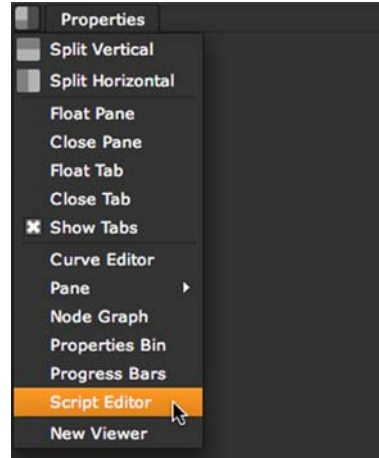 Properties
Split Vertical
Split Horizontal
Float Pane
Close Pane
Float Tab
Close Tab
Show Tabs
Curve Editor
Pane
Node Graph
Properties Bin
Progress Bars
Script Editor
New Viewer